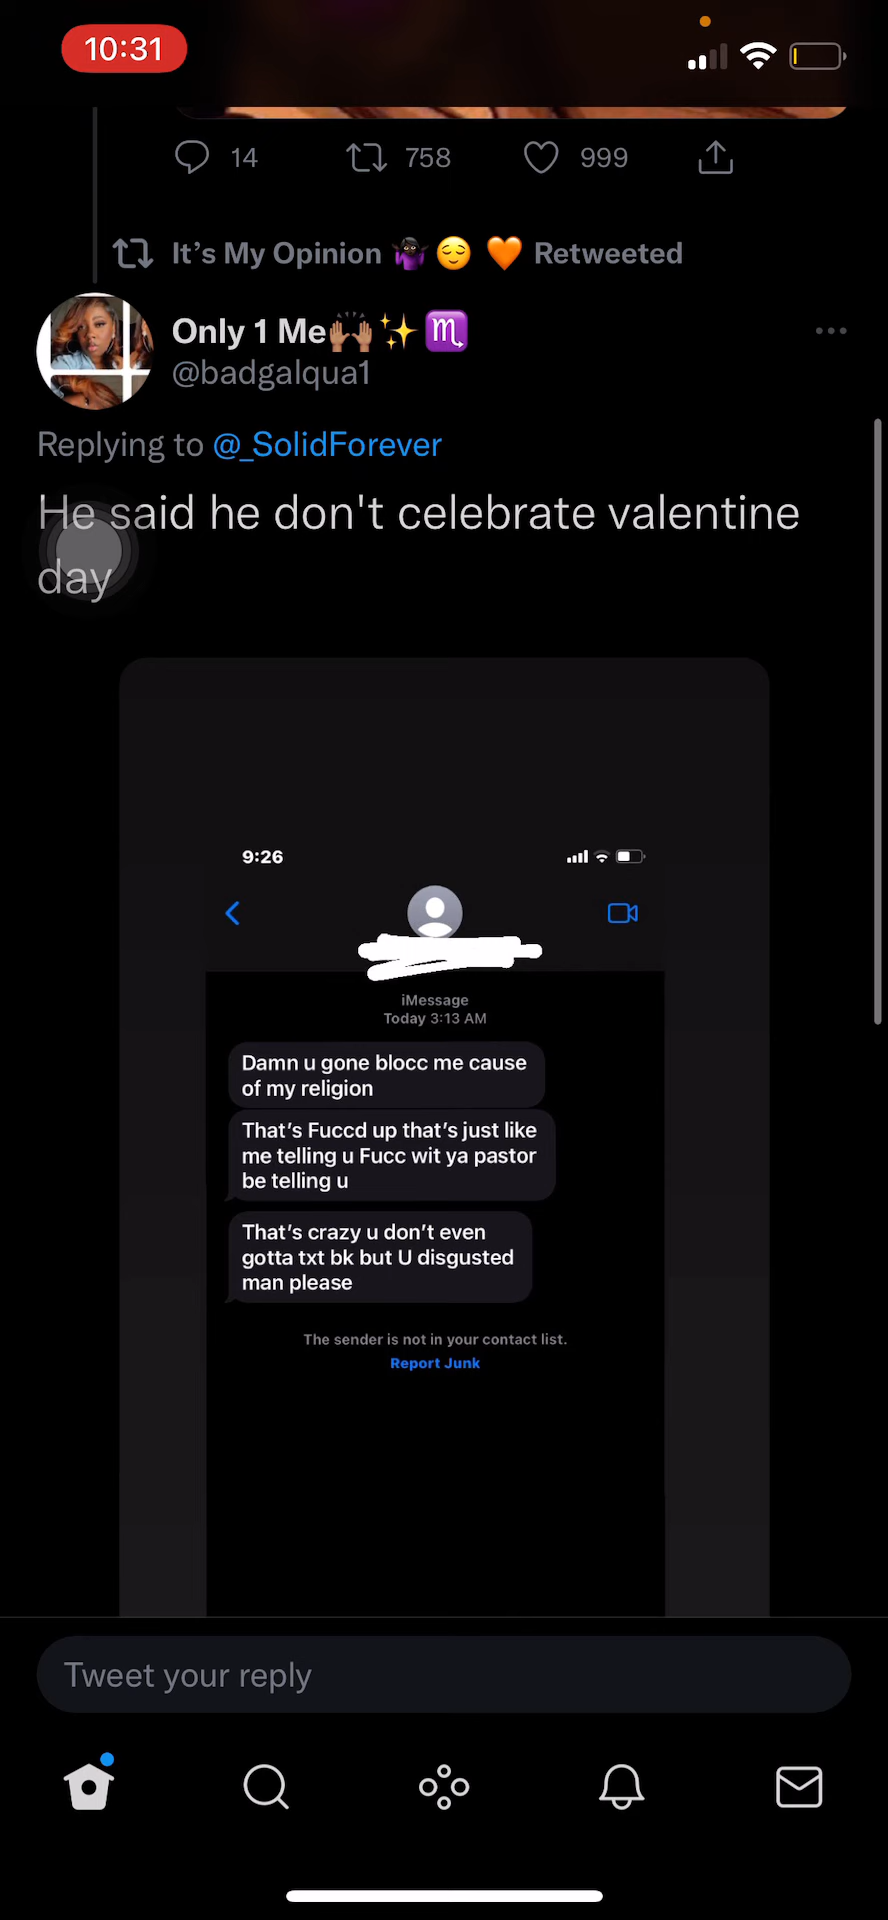 10:31
14 758 999
It’s My Opinion 🤷🏿‍♀️😌 🧡 Retweeted
Only 1 Me🙌🏽✨♏
@badgalqua1
Replying to @_SolidForever
He said he don't celebrate valentine
day
9:26
iMessage
Today 3:13 AM
Damn u gone blocc me cause
of my religion
That’s Fuccd up that’s just like
me telling u Fucc wit ya pastor
be telling u
That’s crazy u don’t even
gotta txt bk but U disgusted
man please
The sender is not in your contact list.
Report Junk
Tweet your reply